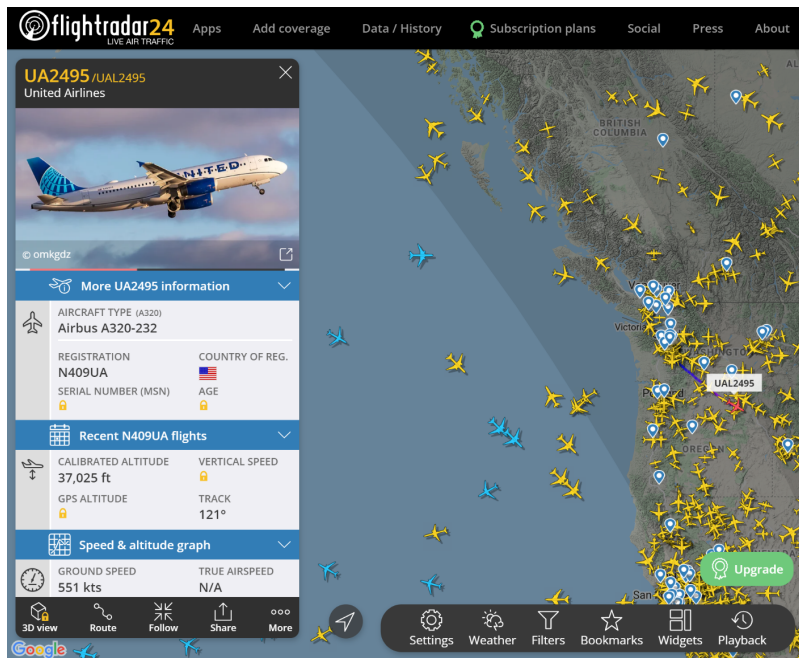 flightradar24
LIVE AIR TRAFFIC
Apps
Add coverage
Data / History
Subscription plans
Social
Press
About
UA2495 /UAL2495
United Airlines
UNITED
© omkgdz
More UA2495 information
AIRCRAFT TYPE (A320)
Airbus A320-232
REGISTRATION
COUNTRY OF REG.
N409UA
SERIAL NUMBER (MSN)
AGE
Recent N409UA flights
CALIBRATED ALTITUDE
VERTICAL SPEED
37,025 ft
GPS ALTITUDE
TRACK
121°
Speed & altitude graph
GROUND SPEED
TRUE AIRSPEED
551 kts
N/A
3D view
Route
Follow
Share
More
Google
AL
BRITISH
COLUMBIA
Victoria
UAL2495
OREGON
San
Upgrade
Settings
Weather
Filters
Bookmarks
Widgets
Playback